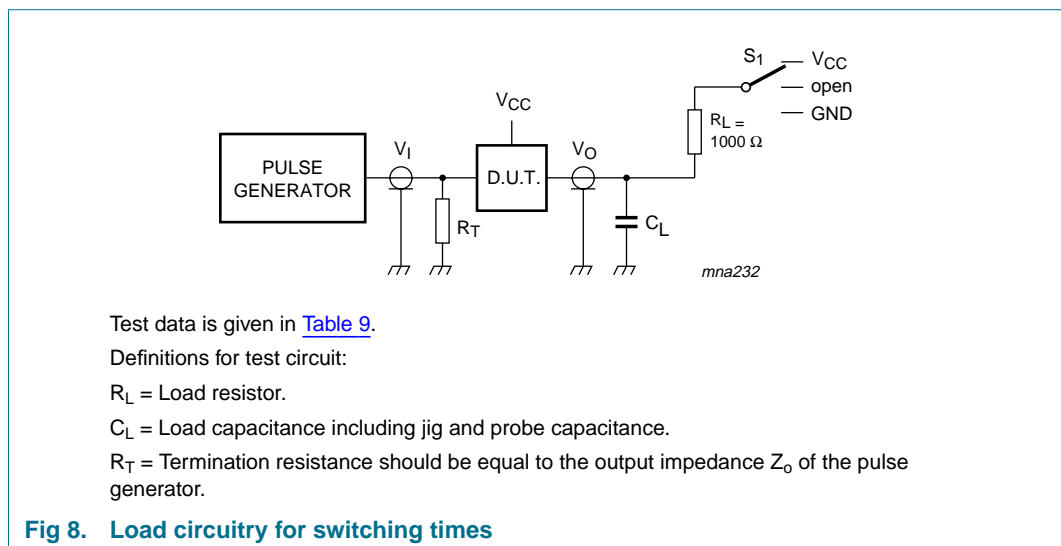 S1
VCC
open
GND
VCC
RL =
1000 Ω
VI
VO
PULSE
GENERATOR
D.U.T.
RT
CL
mna232
Test data is given in Table 9.
Definitions for test circuit:
RL = Load resistor.
CL = Load capacitance including jig and probe capacitance.
RT = Termination resistance should be equal to the output impedance Zo of the pulse
generator.
Fig 8. Load circuitry for switching times